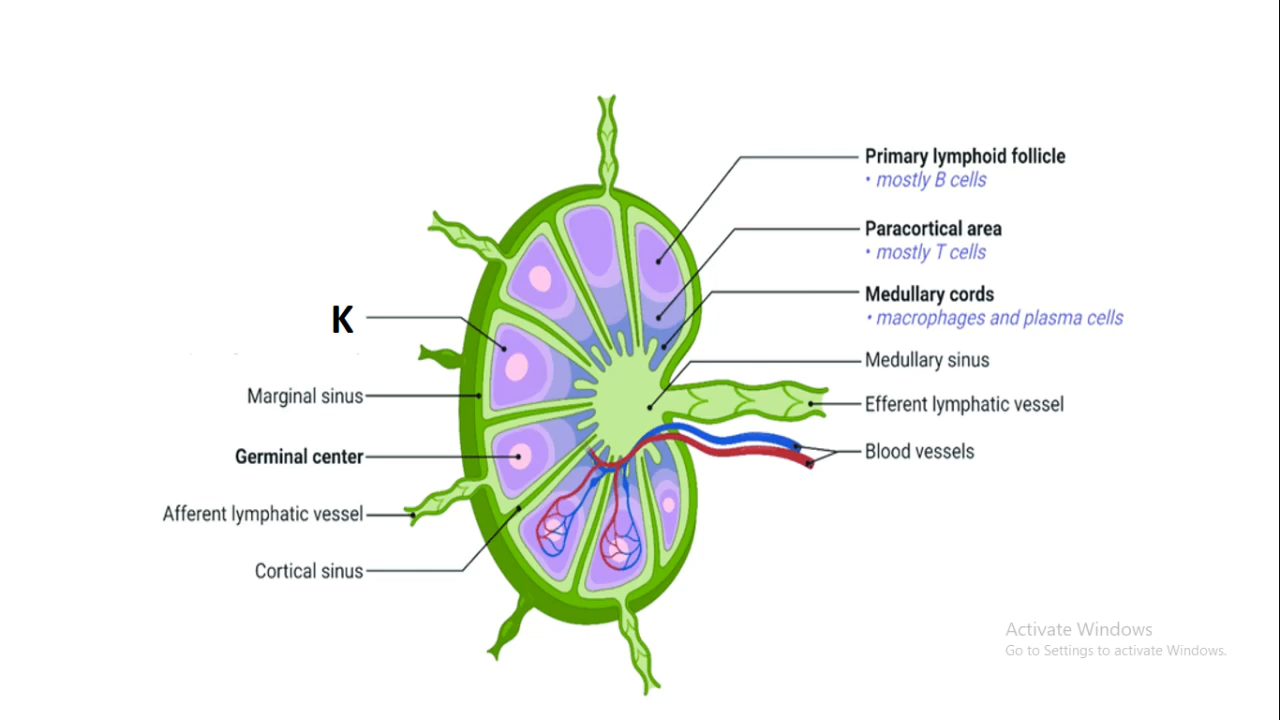 Primary lymphoid follicle
• mostly B cells
Paracortical area
• mostly T cells
Medullary cords
• macrophages and plasma cells
Medullary sinus
Efferent lymphatic vessel
Blood vessels
K
Marginal sinus
Germinal center
Afferent lymphatic vessel
Cortical sinus
Activate Windows
Go to Settings to activate Windows.